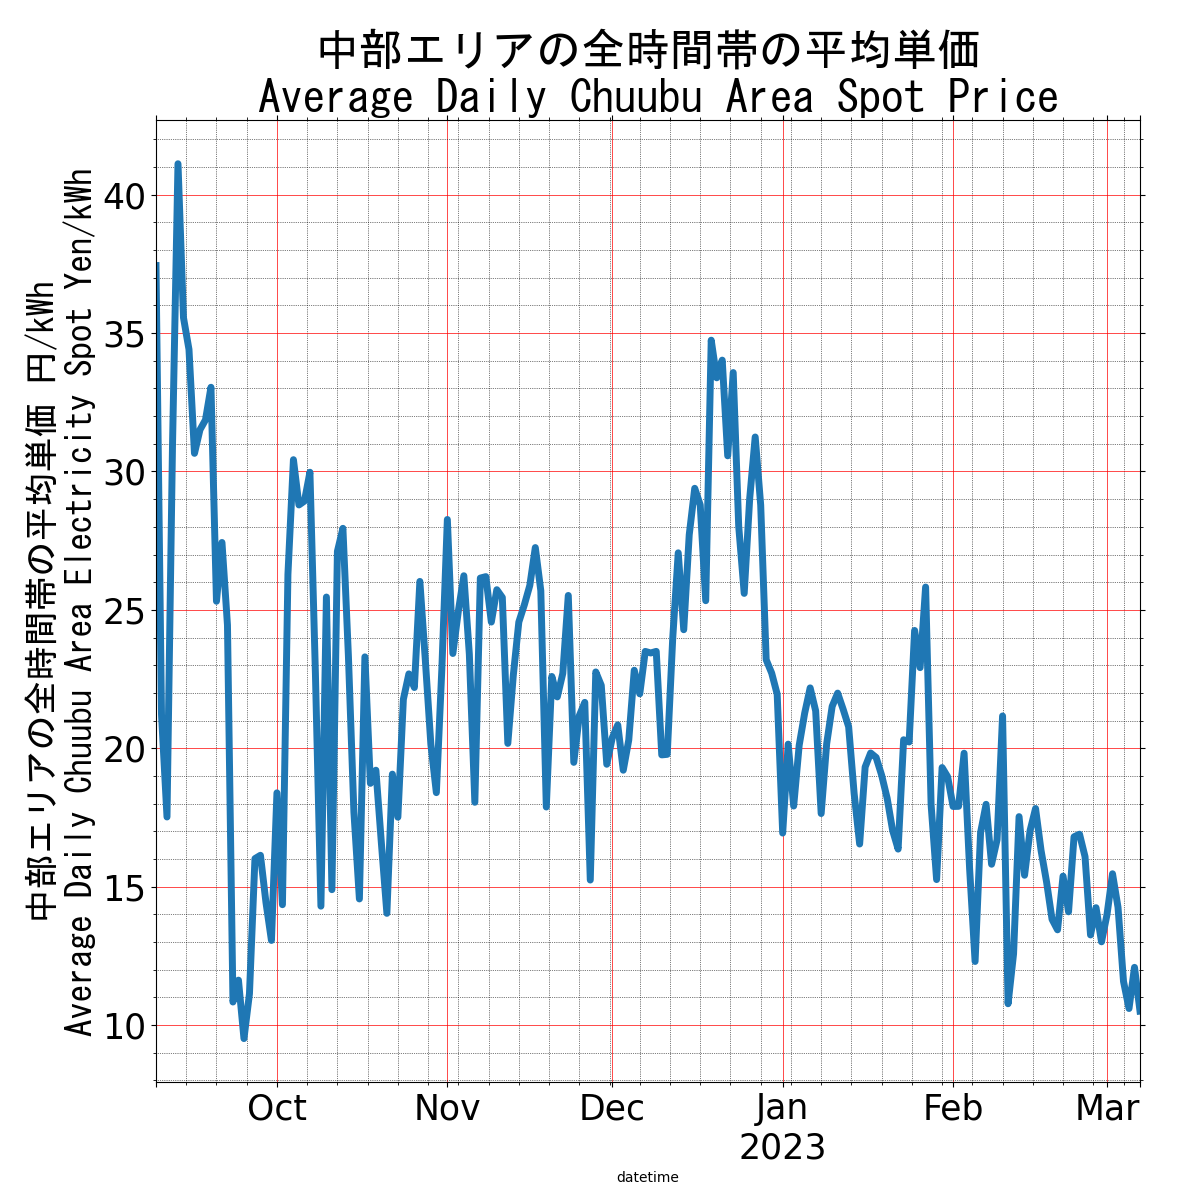 中部エリアの全時間帯の平均単価
Average Daily Chuubu Area Spot Price
中部エリアの全時間帯の平均単価 円/kWh
Average Daily Chuubu Area Electricity Spot Yen/kWh
40
35
30
25
20
15
10
Oct
Nov
Dec
Jan
2023
Feb
Mar
datetime